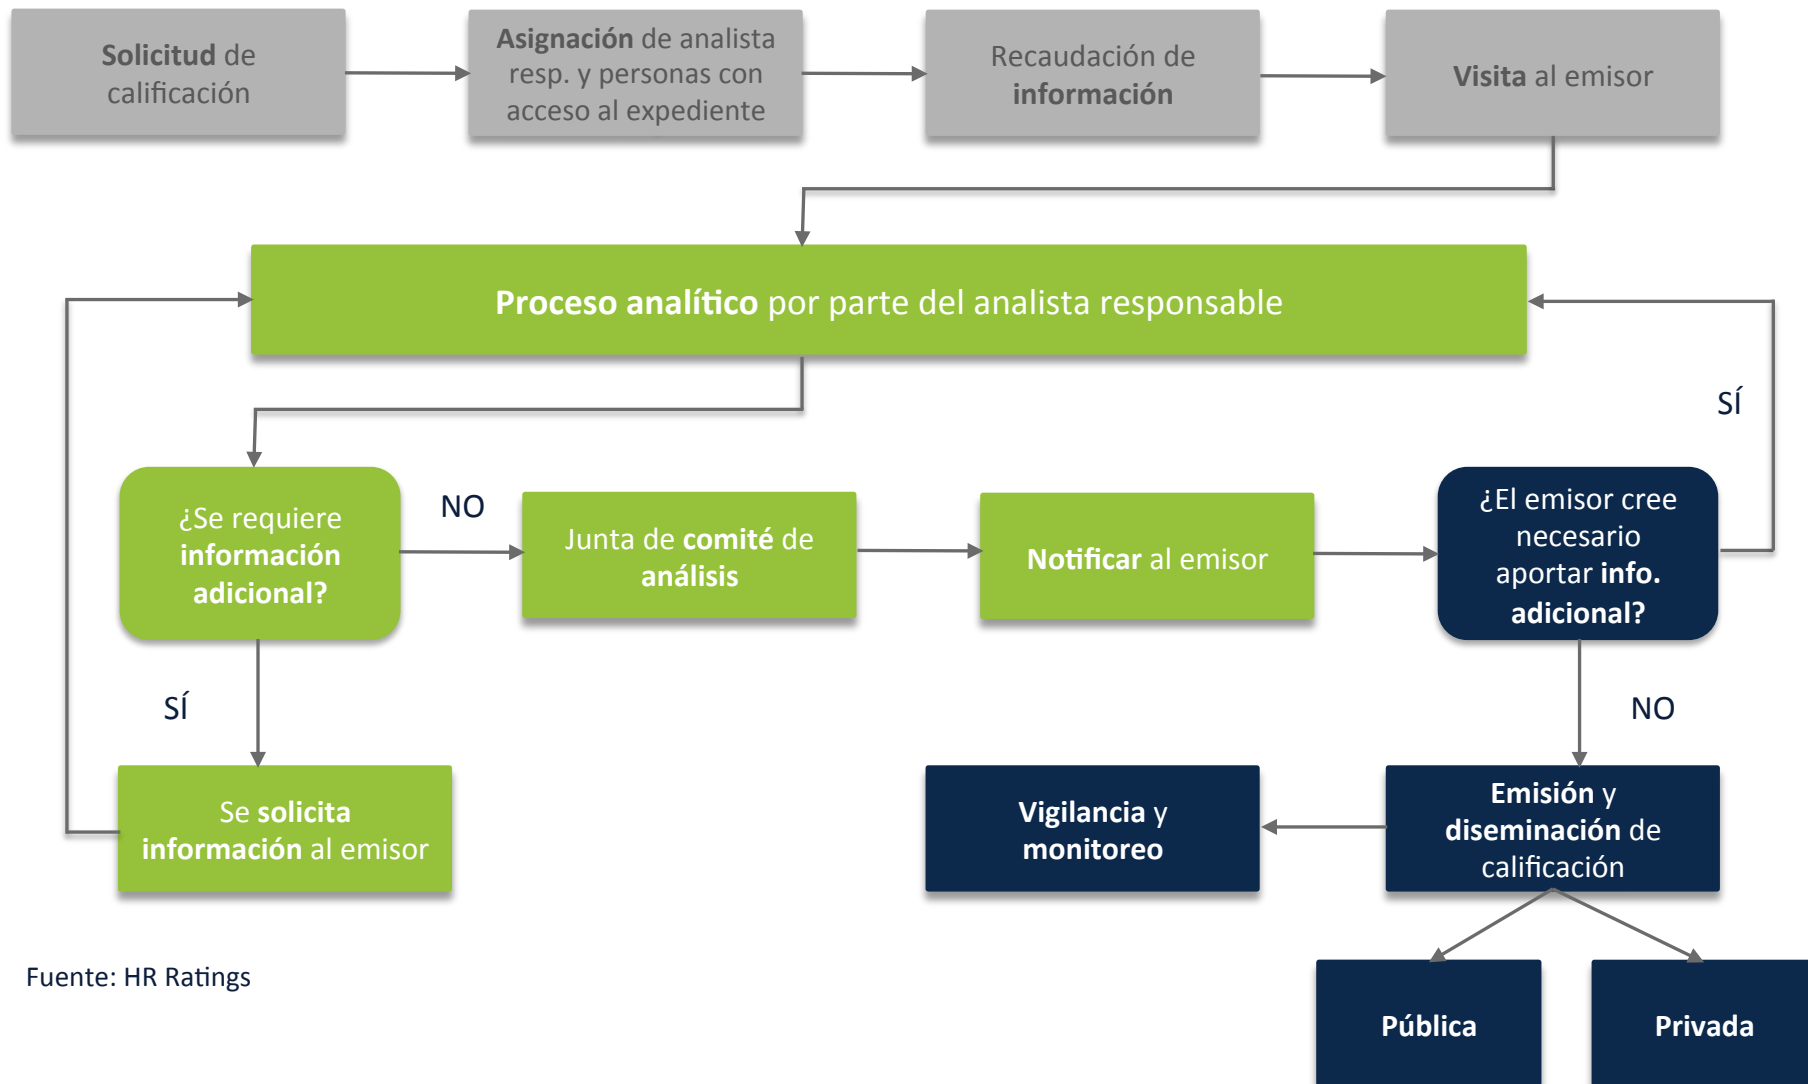 Solicitud de
calificación
Asignación de analista
resp. y personas con
acceso al expediente
Recaudación de
información
Visita al emisor
Proceso analítico por parte del analista responsable
SÍ
¿Se requiere
información
adicional?
NO
Junta de comité de
análisis
Notificar al emisor
¿El emisor cree
necesario
aportar info.
adicional?
SÍ
NO
Se solicita
información al emisor
Vigilancia y
monitoreo
Emisión y
diseminación de
calificación
Fuente: HR Ratings
Pública
Privada